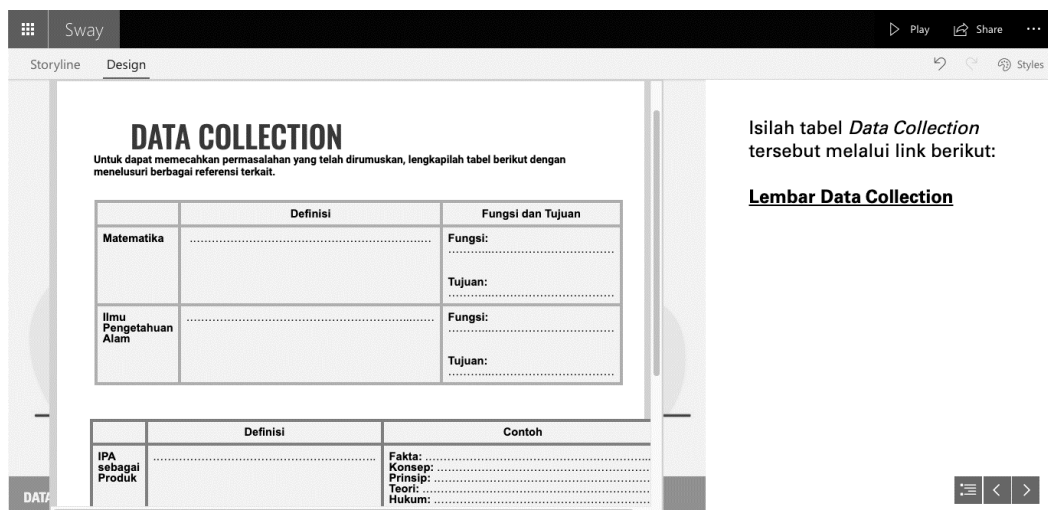 Sway
Play
Share
Storyline
Design
Styles
DATA COLLECTION
Untuk dapat memecahkan permasalahan yang telah dirumuskan, lengkapilah tabel berikut dengan
menelusuri berbagai referensi terkait.
Definisi
Fungsi dan Tujuan
Matematika
Fungsi:
Tujuan:
Ilmu
Pengetahuan
Alam
Fungsi:
Tujuan:
Definisi
Contoh
IPA
sebagai
Produk
Fakta:
Konsep:
Prinsip:
Teori:
Hukum:
DATA
Isilah tabel Data Collection
tersebut melalui link berikut:
Lembar Data Collection